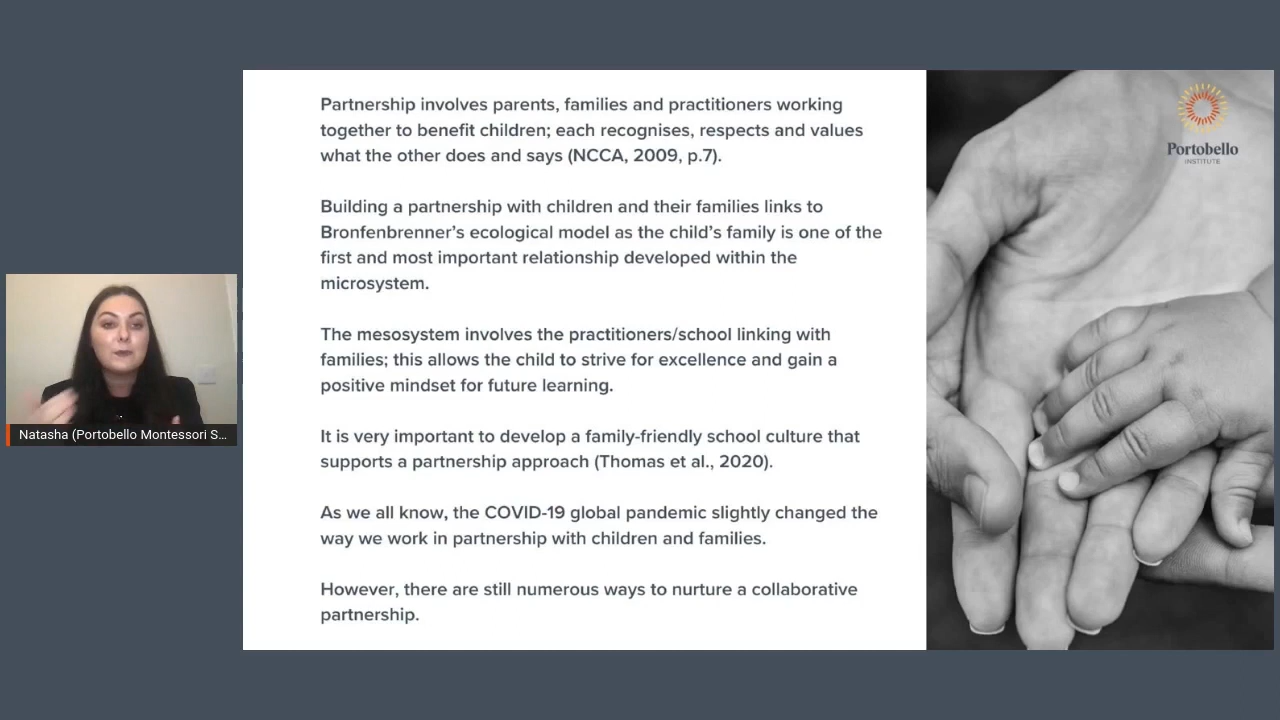 Partnership involves parents, families and practitioners working
together to benefit children; each recognises, respects and values
what the other does and says (NCCA, 2009, p.7).
Building a partnership with children and their families links to
Bronfenbrenner's ecological model as the child's family is one of the
first and most important relationship developed within the
microsystem.
The mesosystem involves the practitioners/school linking with
families; this allows the child to strive for excellence and gain a
positive mindset for future learning.
It is very important to develop a family-friendly school culture that
supports a partnership approach (Thomas et al., 2020).
As we all know, the COVID-19 global pandemic slightly changed the
way we work in partnership with children and families.
However, there are still numerous ways to nurture a collaborative
partnership.
Portobello
INSTITUTE
Natasha (Portobello Montessori S...